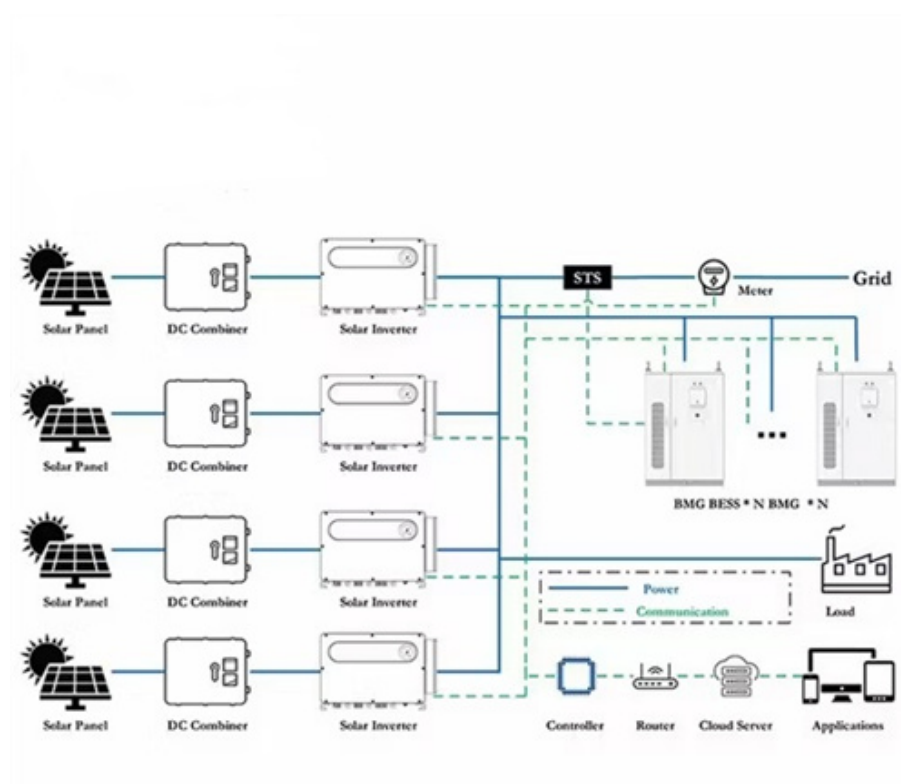 STS
Grid
Meter
Solar Panel DC Combiner Solar Inverter
Solar Panel DC Combiner Solar Inverter
BMG BESS * N BMG * N
Solar Panel DC Combiner Solar Inverter
Power
Communication
Load
Solar Panel DC Combiner Solar Inverter Controller Router Cloud Server Applications